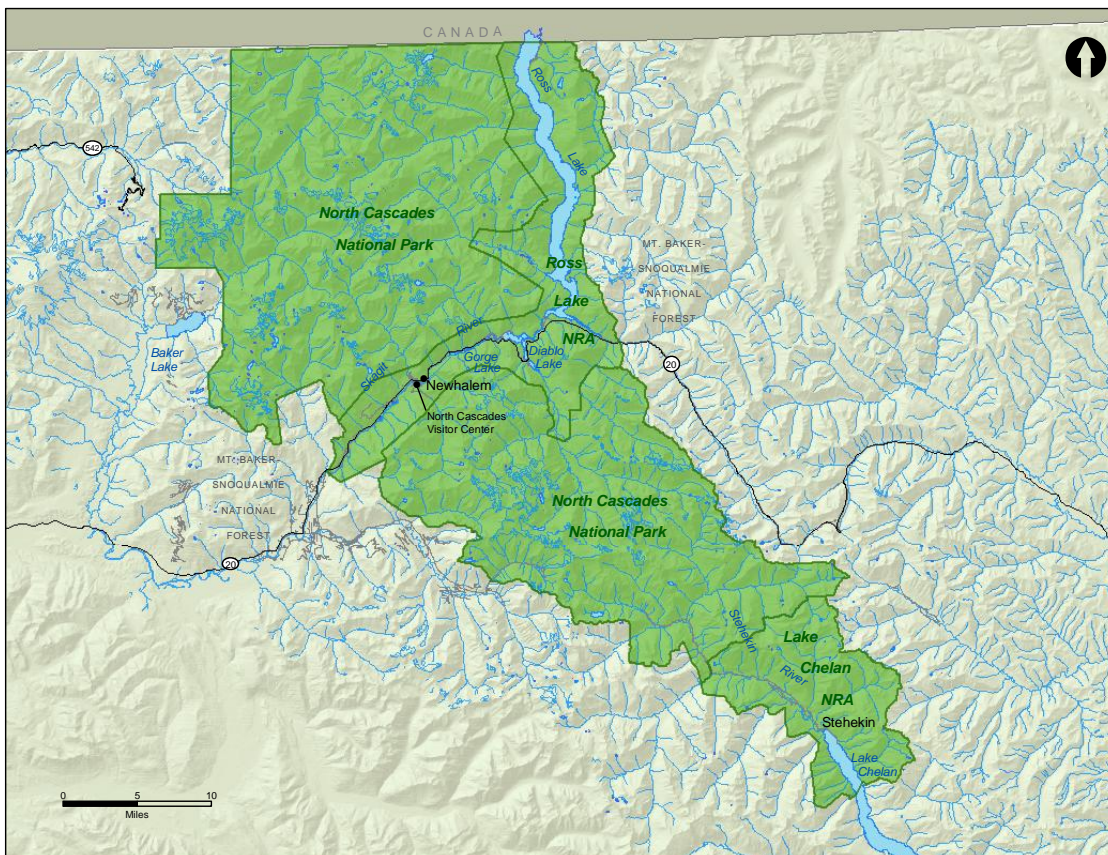 CANADA
542
Ross
Lake
North Cascades
National Park
MT. BAKER-
SNOQUALMIE
NATIONAL
FOREST
Ross
Lake
NRA
Baker
Lake
Skagit
River
Gorge
Lake
Diablo
Lake
20
Newhalem
North Cascades
Visitor Center
MT. BAKER-
SNOQUALMIE
NATIONAL
FOREST
20
North Cascades
National Park
Stehekin
River
Lake
Chelan
NRA
Stehekin
Lake
Chelan
0 5 10
Miles